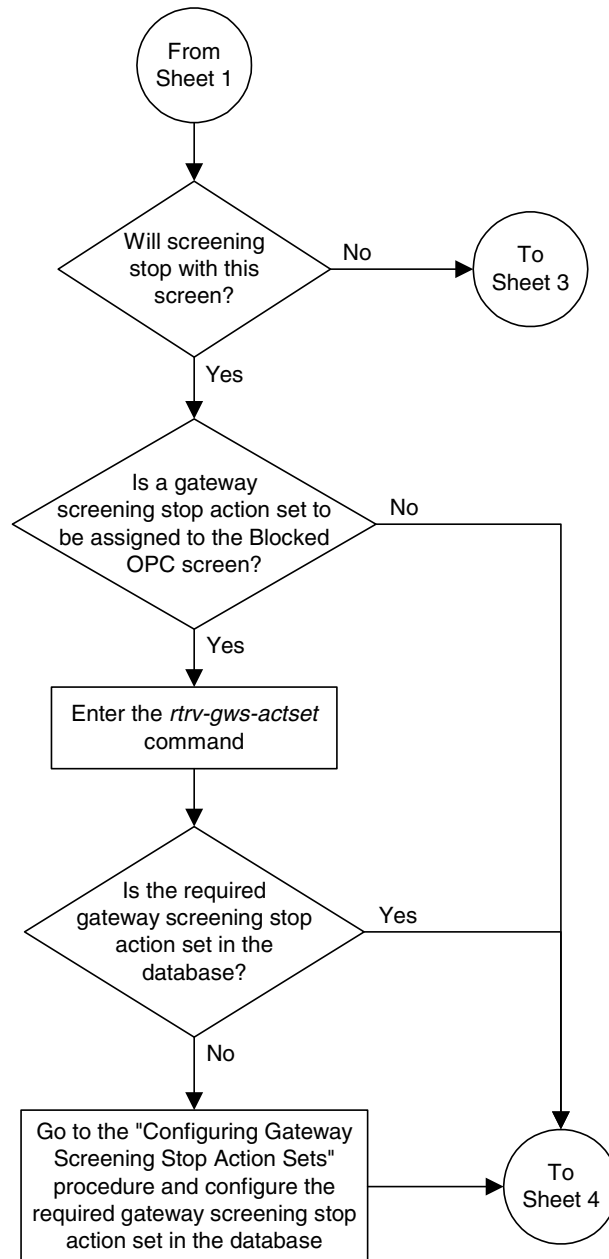 From
Sheet 1
Will screening
stop with this
screen?
No
To
Sheet 3
Yes
Is a gateway
screening stop action set to
be assigned to the Blocked
OPC screen?
No
Yes
Enter the rtrv-gws-actset
command
Is the required
gateway screening stop
action set in the
database?
Yes
No
Go to the "Configuring Gateway
Screening Stop Action Sets"
procedure and configure the
required gateway screening stop
action set in the database
To
Sheet 4